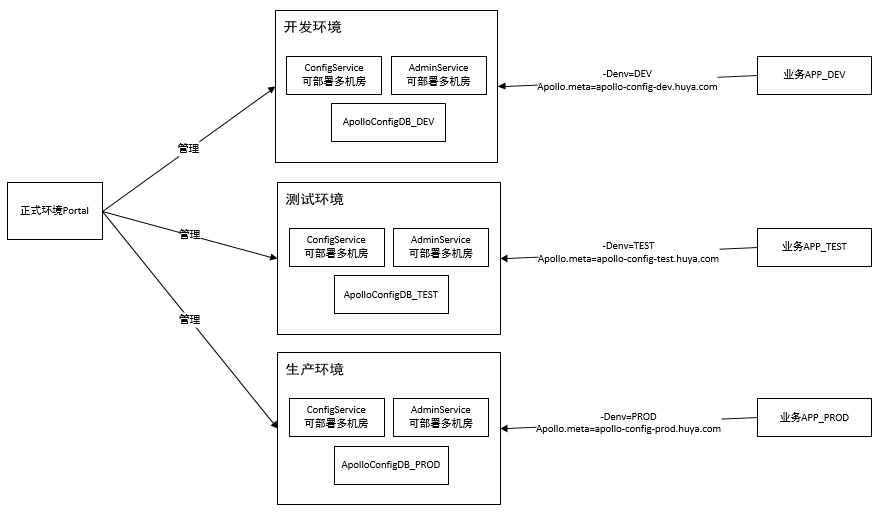 开发环境
ConfigService
可部署多机房
AdminService
可部署多机房
ApolloConfigDB_DEV
-Denv=DEV
Apollo.meta=apollo-config-dev.huya.com
业务APP_DEV
管理
正式环境Portal
测试环境
ConfigService
可部署多机房
AdminService
可部署多机房
ApolloConfigDB_TEST
-Denv=TEST
Apollo.meta=apollo-config-test.huya.com
业务APP_TEST
管理
管理
生产环境
ConfigService
可部署多机房
AdminService
可部署多机房
ApolloConfigDB_PROD
-Denv=PROD
Apollo.meta=apollo-config-prod.huya.com
业务APP_PROD